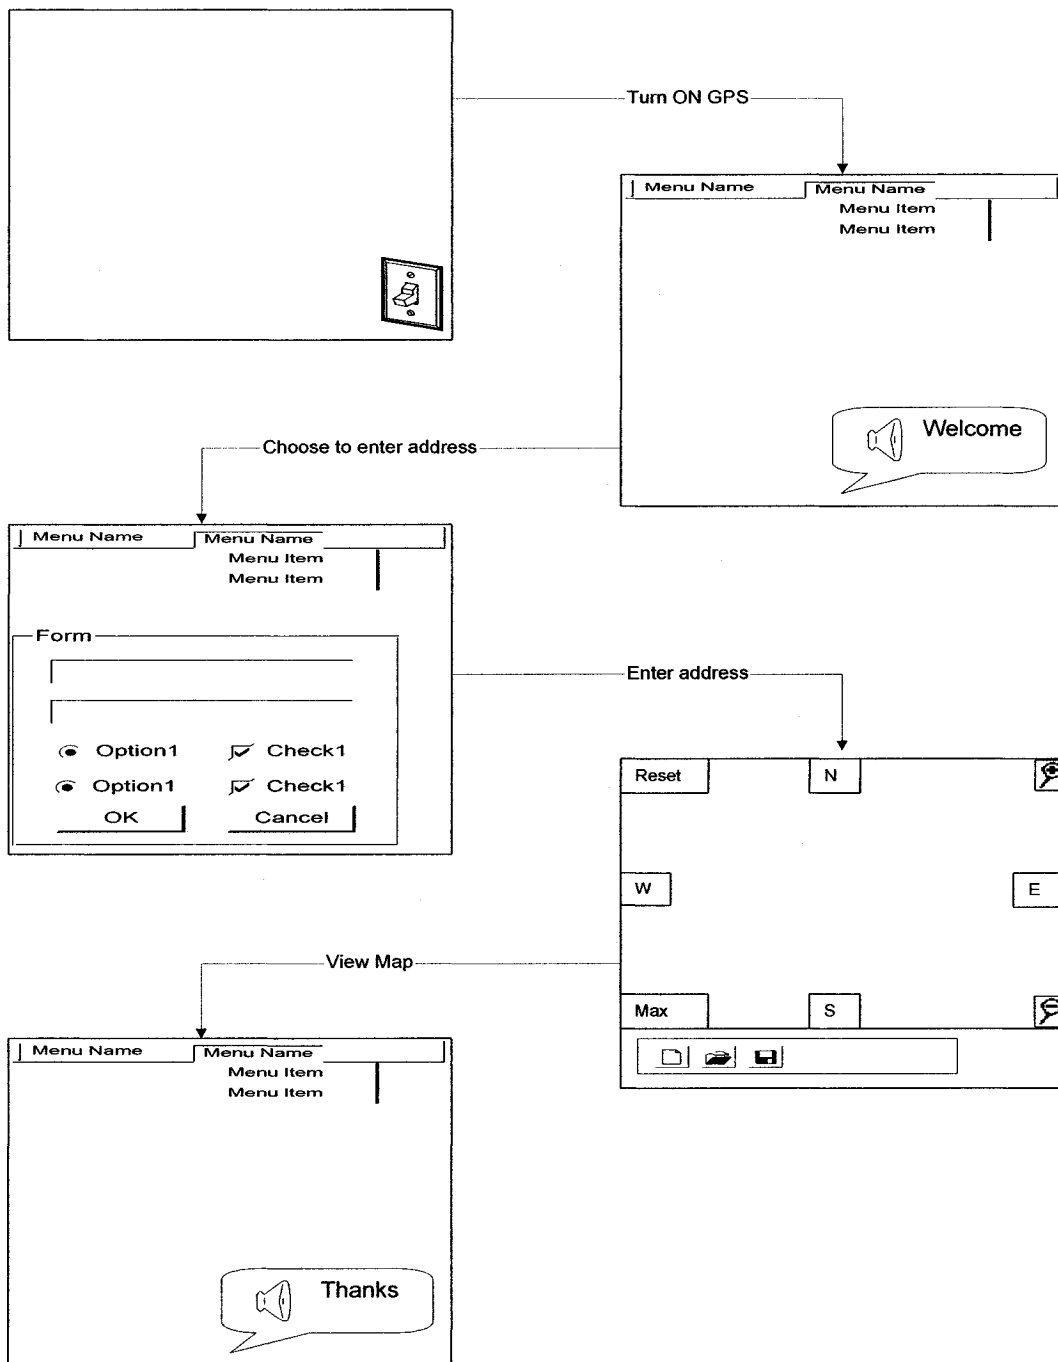 Turn ON GPS
Menu Name Menu Name
Menu Item
Menu Item
Welcome
Choose to enter address
Menu Name Menu Name
Menu Item
Menu Item
Form
Option1 Check1
Option1 Check1
OK Cancel
Enter address
Reset N
W E
Max S
View Map
Menu Name Menu Name
Menu Item
Menu Item
Thanks